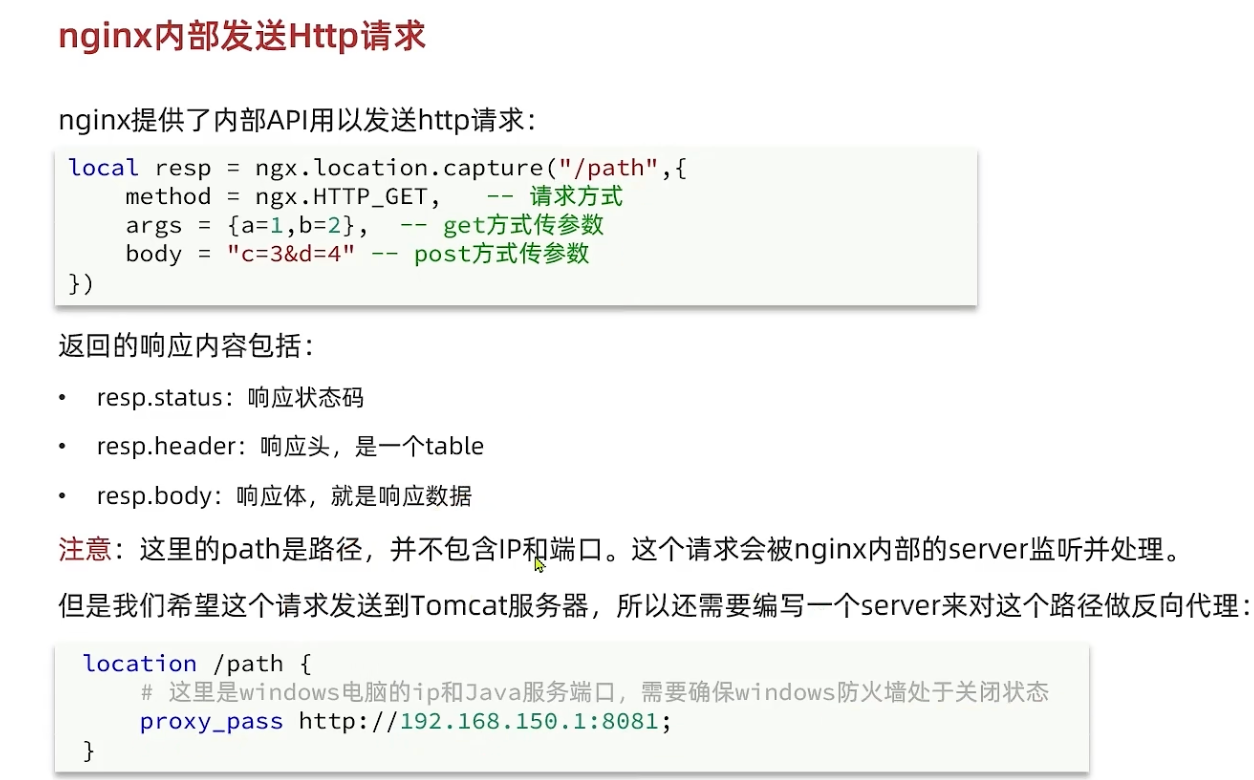 nginx内部发送Http请求
nginx提供了内部API用以发送http请求：
local resp = ngx.location.capture("/path",{
    method = ngx.HTTP_GET,   -- 请求方式
    args = {a=1,b=2},  -- get方式传参数
    body = "c=3&d=4" -- post方式传参数
})
返回的响应内容包括：
• resp.status：响应状态码
• resp.header：响应头，是一个table
• resp.body：响应体，就是响应数据
注意：这里的path是路径，并不包含IP和端口。这个请求会被nginx内部的server监听并处理。
但是我们希望这个请求发送到Tomcat服务器，所以还需要编写一个server来对这个路径做反向代理：
location /path {
    # 这里是windows电脑的ip和Java服务端口，需要确保windows防火墙处于关闭状态
    proxy_pass http://192.168.150.1:8081;
}